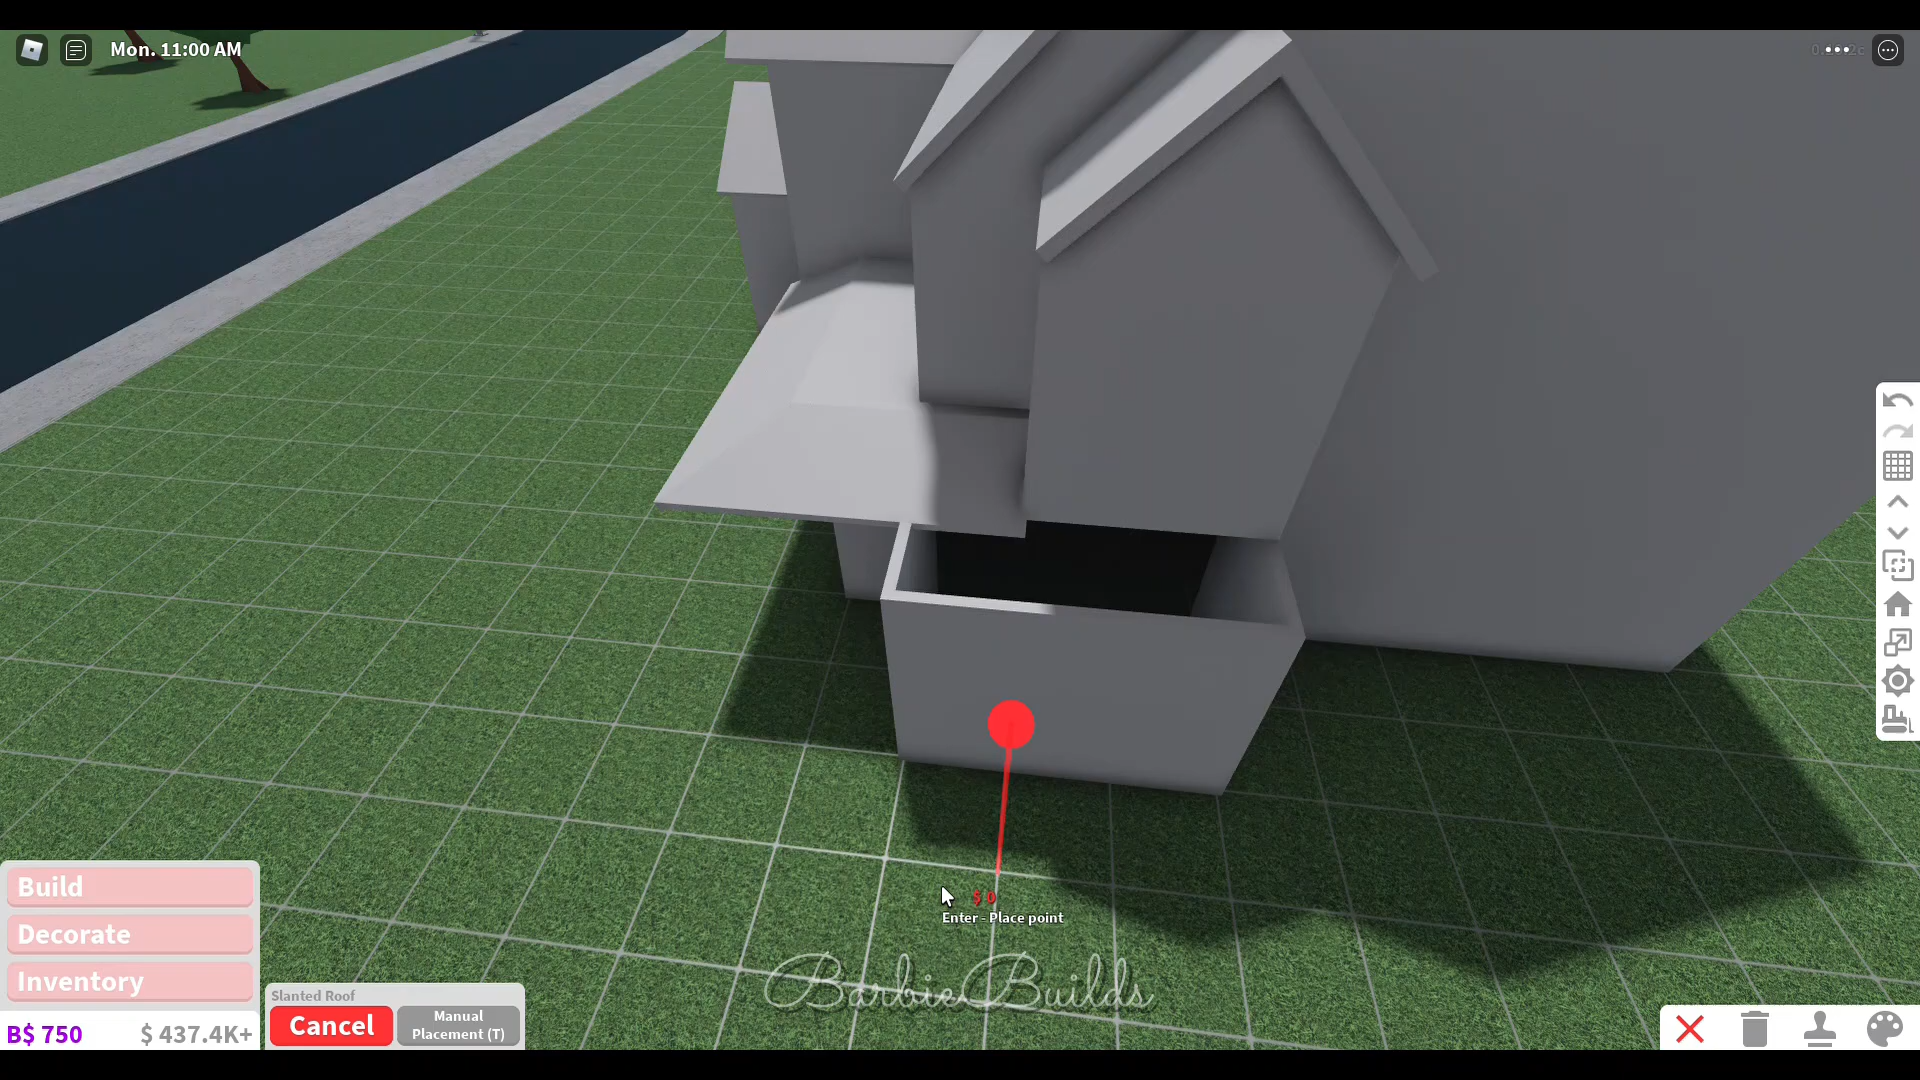 Mon. 11:00 AM
$ 0
Enter - Place point
BarbieBuilds
Build
Decorate
Inventory
B$ 750
$ 437.4K+
Slanted Roof
Cancel
Manual
Placement (T)